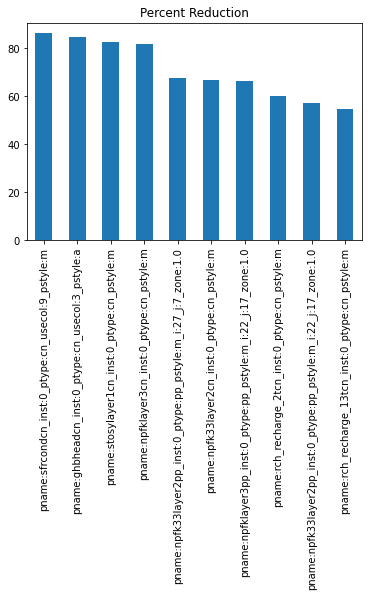 Percent Reduction
80
60
40
20
0
pname:sfrcondcn_inst:0_ptype:cn_usecol:9_pstyle:m
pname:ghbheadcn_inst:0_ptype:cn_usecol:3_pstyle:a
pname:stosylayer1cn_inst:0_ptype:cn_pstyle:m
pname:npfklayer3cn_inst:0_ptype:cn_pstyle:m
pname:npfk33layer2pp_inst:0_ptype:pp_pstyle:m_i:27_j:7_zone:1.0
pname:npfk33layer2cn_inst:0_ptype:cn_pstyle:m
pname:npfklayer3pp_inst:0_ptype:pp_pstyle:m_i:22_j:17_zone:1.0
pname:rch_recharge_2tcn_inst:0_ptype:cn_pstyle:m
pname:npfk33layer2pp_inst:0_ptype:pp_pstyle:m_i:22_j:17_zone:1.0
pname:rch_recharge_13tcn_inst:0_ptype:cn_pstyle:m